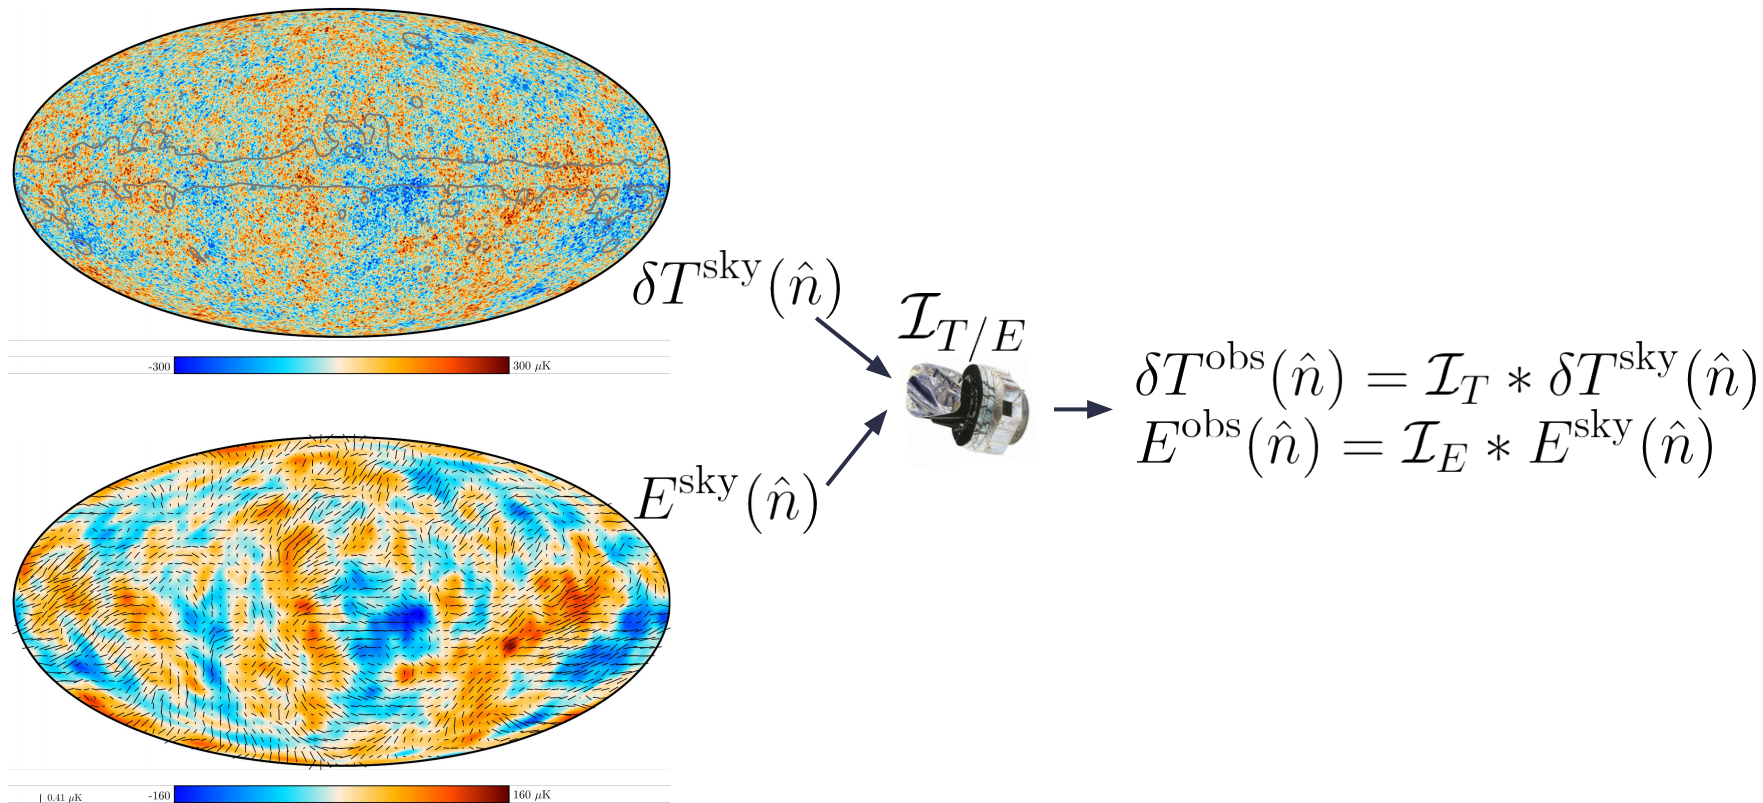 -300 300 μK
δT^sky(n̂)
𝓘_T/E
δT^obs(n̂) = 𝓘_T ∗ δT^sky(n̂)
E^obs(n̂) = 𝓘_E ∗ E^sky(n̂)
E^sky(n̂)
0.41 μK -160 160 μK